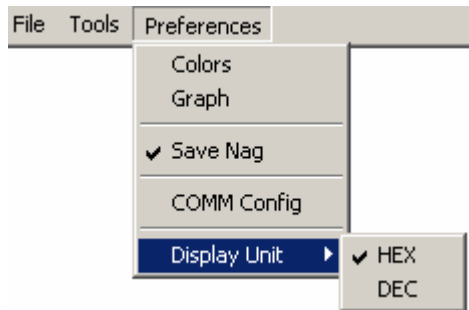 File Tools Preferences
Colors
Graph
Save Nag
COMM Config
Display Unit
HEX
DEC